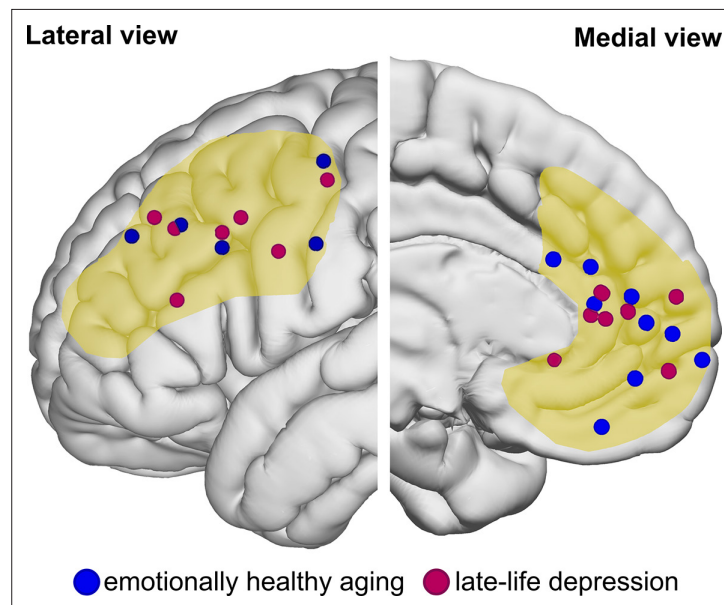 Lateral view
Medial view
emotionally healthy aging
late-life depression